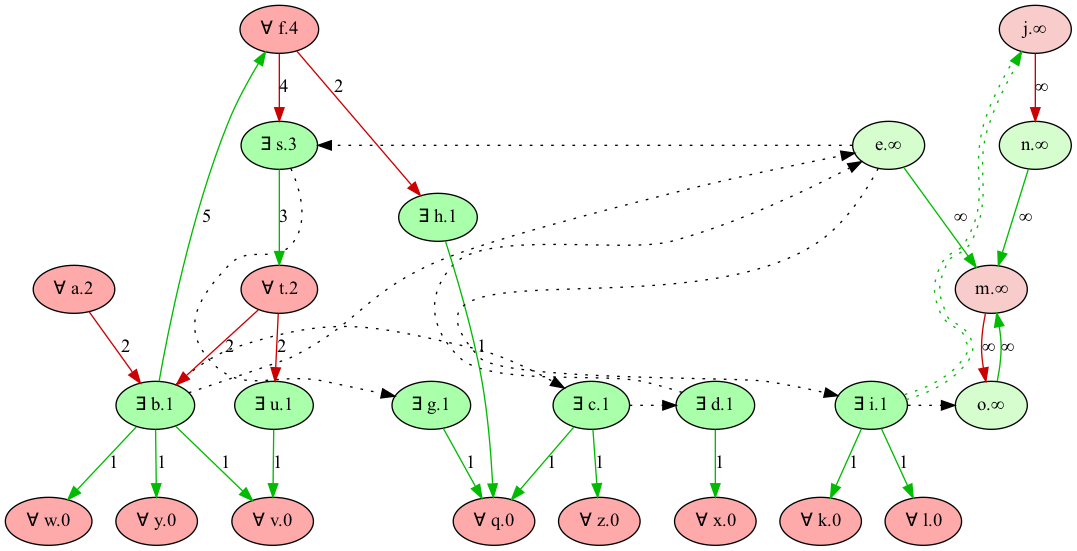 ∀ f.4
j.∞
4
2
∞
∃ s.3
e.∞
n.∞
5
3
∃ h.1
∞
∞
∀ a.2
∀ t.2
m.∞
2
2
2
1
∞
∞
∃ b.1
∃ u.1
∃ g.1
∃ c.1
∃ d.1
∃ i.1
o.∞
1
1
1
1
1
1
1
1
1
1
∀ w.0
∀ y.0
∀ v.0
∀ q.0
∀ z.0
∀ x.0
∀ k.0
∀ l.0